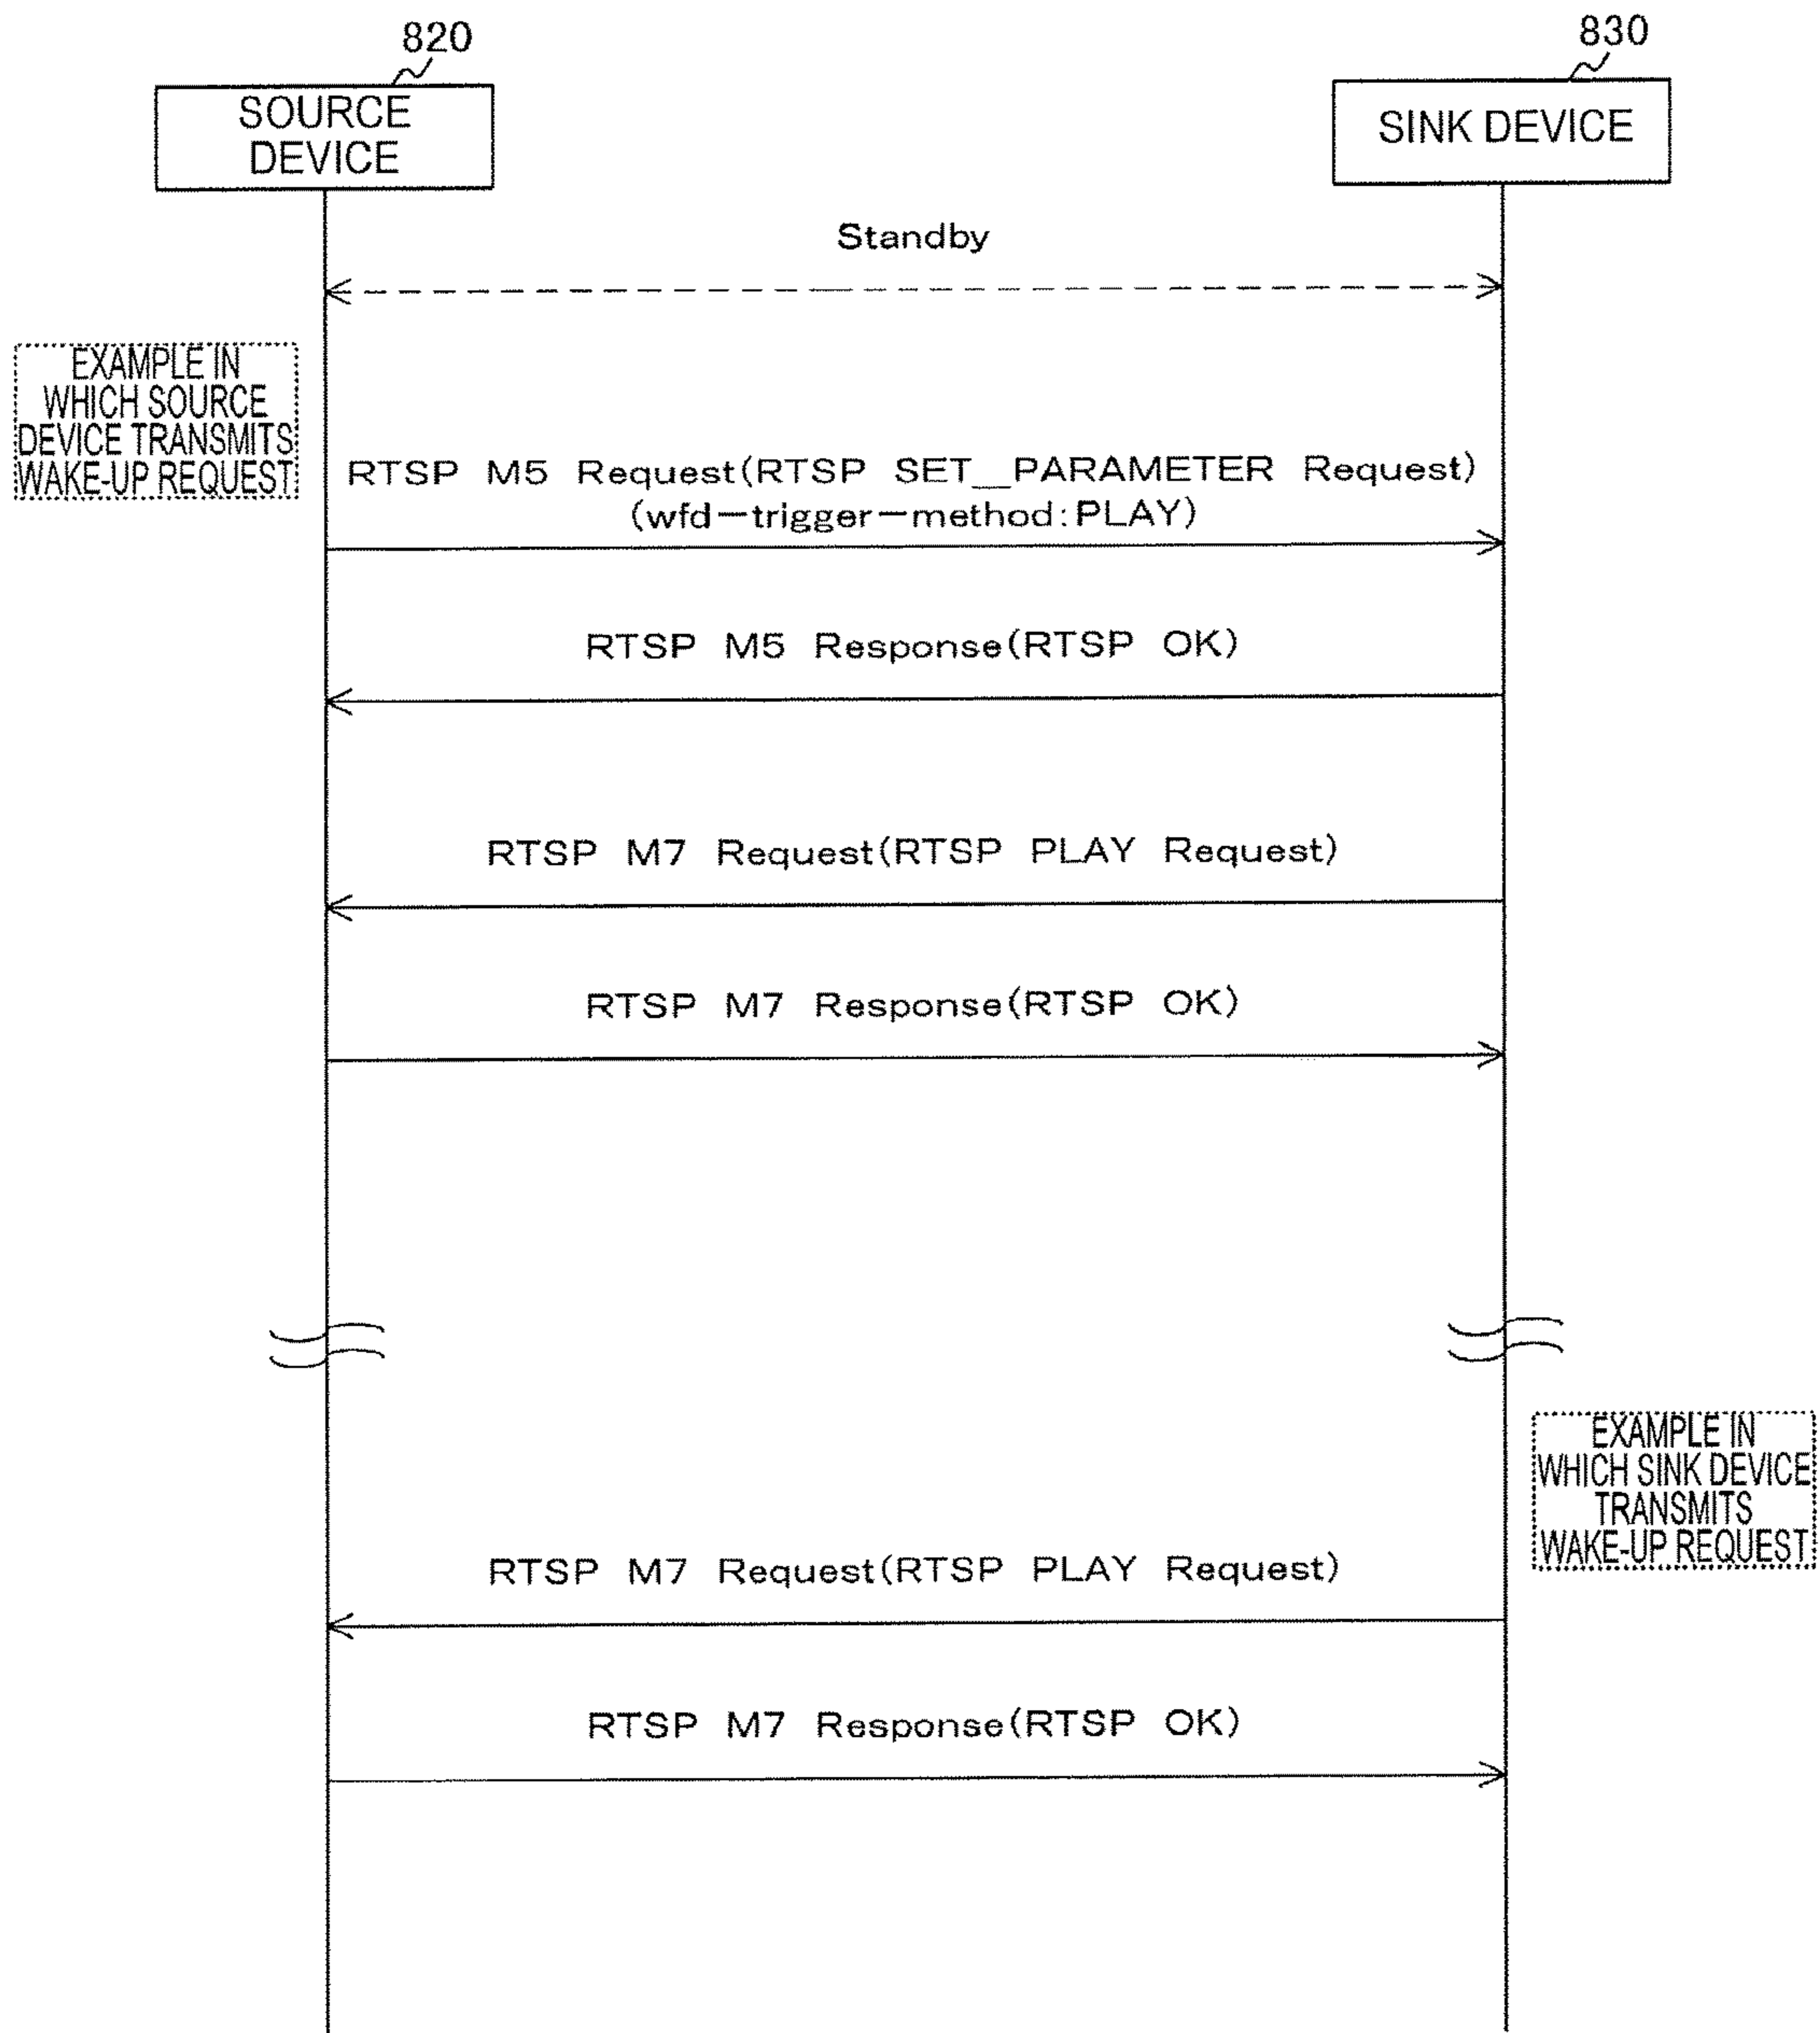 820
830
SOURCE
DEVICE
SINK DEVICE
Standby
EXAMPLE IN
WHICH SOURCE
DEVICE TRANSMITS
WAKE-UP REQUEST
RTSP M5 Request(RTSP SET__PARAMETER Request)
(wfd-trigger-method:PLAY)
RTSP M5 Response(RTSP OK)
RTSP M7 Request(RTSP PLAY Request)
RTSP M7 Response(RTSP OK)
EXAMPLE IN
WHICH SINK DEVICE
TRANSMITS
WAKE-UP REQUEST
RTSP M7 Request(RTSP PLAY Request)
RTSP M7 Response(RTSP OK)